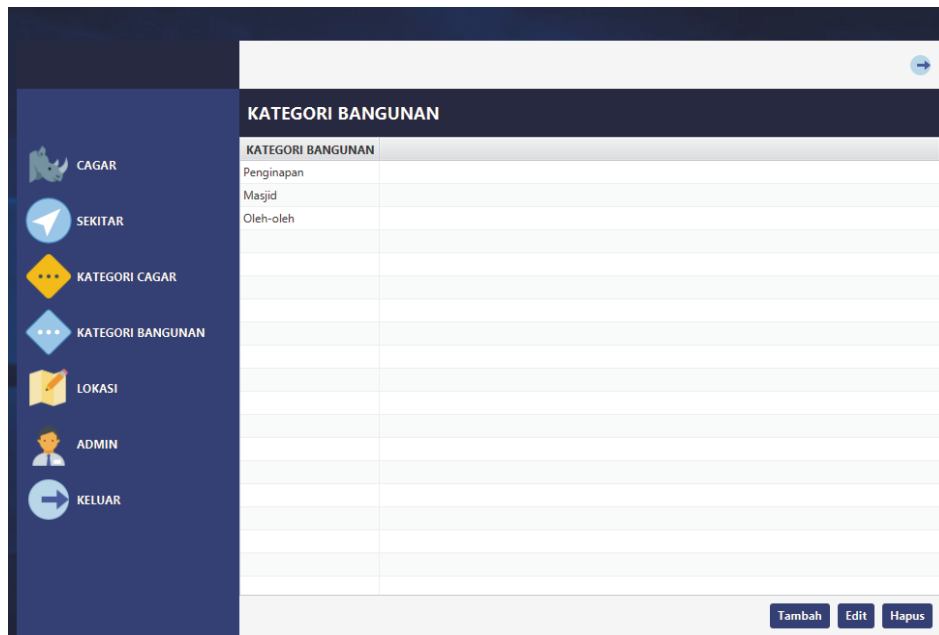 CAGAR
SEKITAR
KATEGORI CAGAR
KATEGORI BANGUNAN
LOKASI
ADMIN
KELUAR
KATEGORI BANGUNAN
KATEGORI BANGUNAN
Penginapan
Masjid
Oleh-oleh
Tambah Edit Hapus